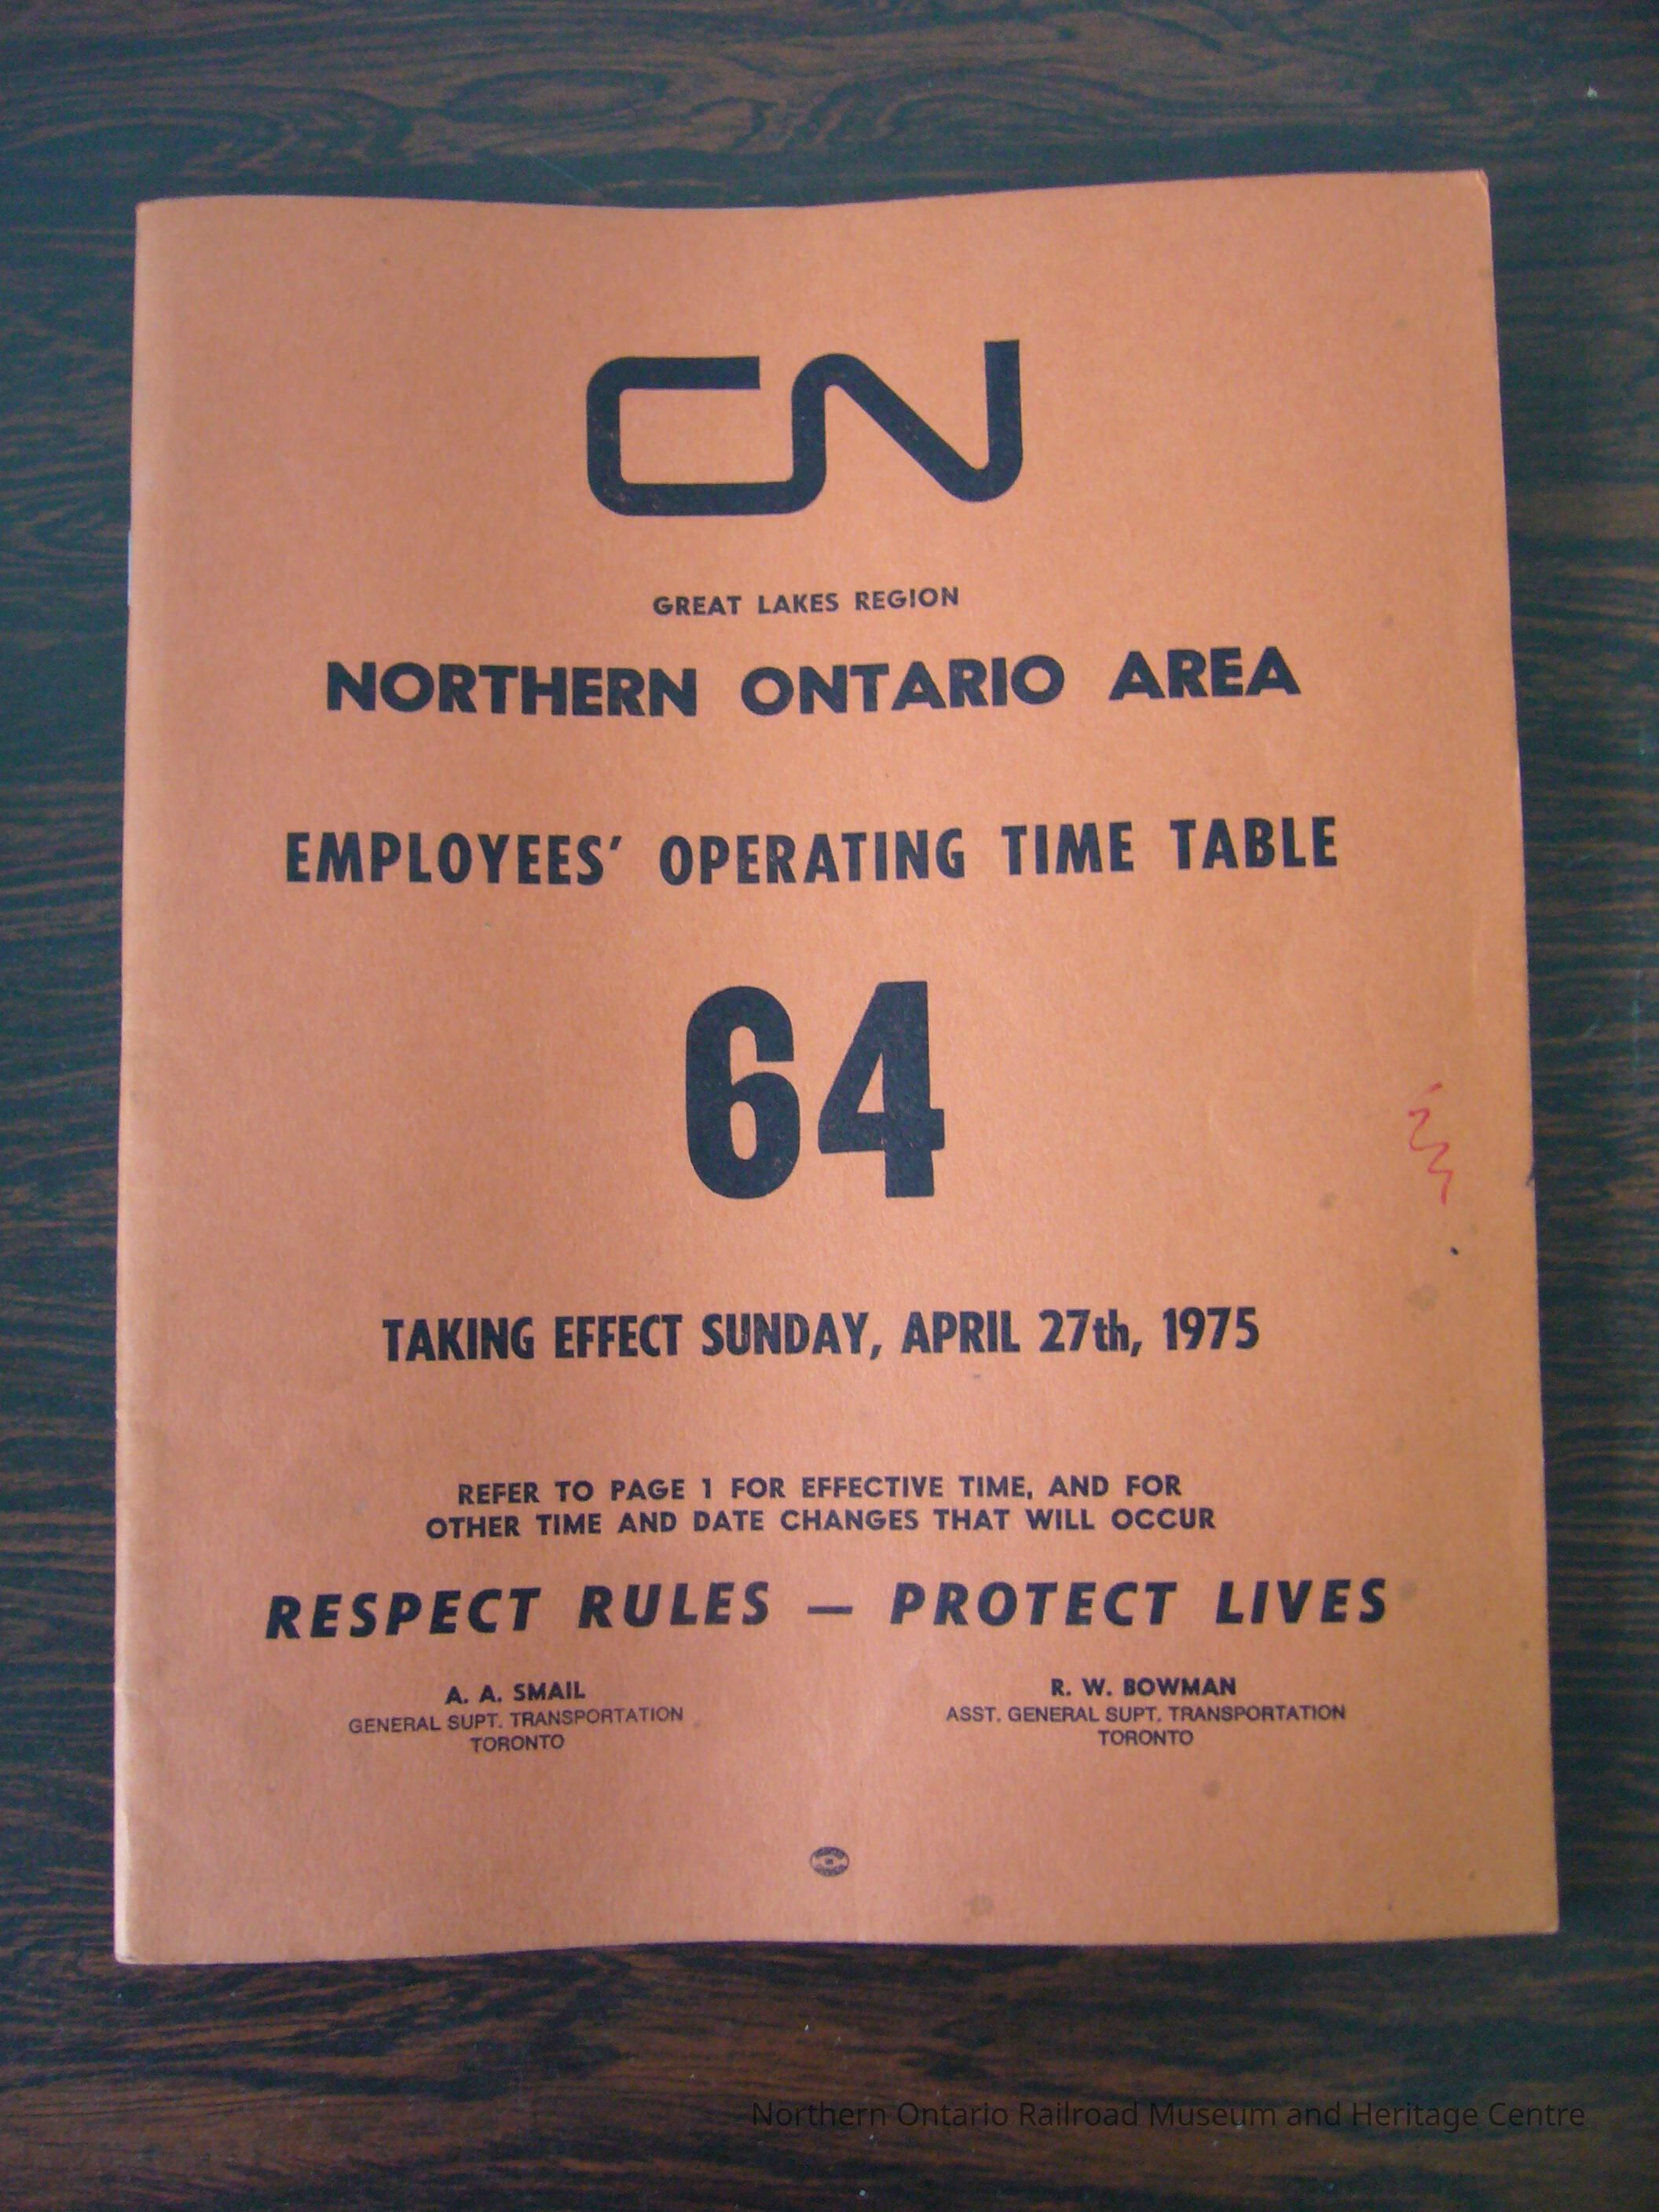 CN
GREAT LAKES REGION
NORTHERN ONTARIO AREA
EMPLOYEES' OPERATING TIME TABLE
64
TAKING EFFECT SUNDAY, APRIL 27th, 1975
REFER TO PAGE 1 FOR EFFECTIVE TIME, AND FOR
OTHER TIME AND DATE CHANGES THAT WILL OCCUR
RESPECT RULES — PROTECT LIVES
A. A. SMAIL
GENERAL SUPT. TRANSPORTATION
TORONTO
R. W. BOWMAN
ASST. GENERAL SUPT. TRANSPORTATION
TORONTO
Northern Ontario Railroad Museum and Heritage Centre